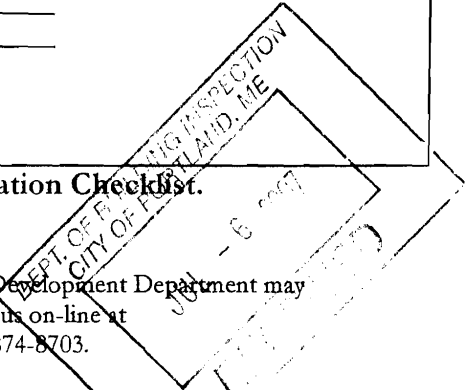 DEPT. OF BUILDING INSPECTION
CITY OF PORTLAND, ME
ation Checklist.
JUL - 6 2007
Development Department may
us on-line at
874-8703.